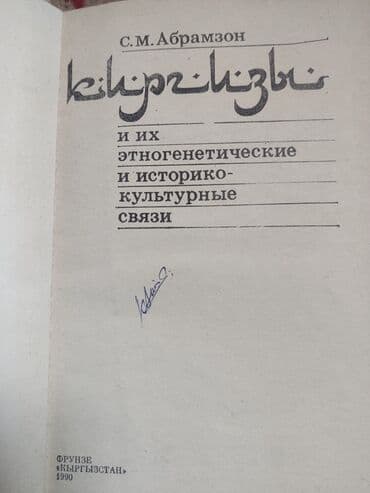 С. М. Абрамзон
Киргизы
и их
этногенетические
и историко-
культурные
связи
ФРУНЗЕ
«КЫРГЫЗСТАН»
1990